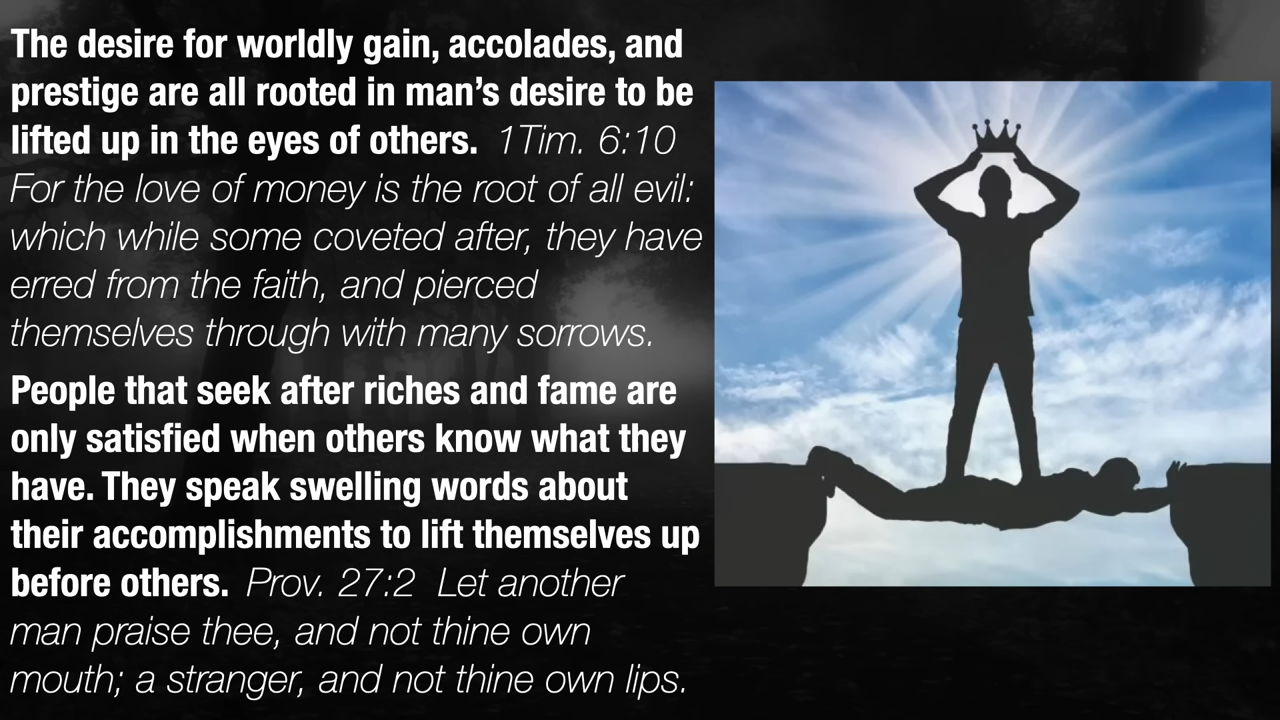 The desire for worldly gain, accolades, and
prestige are all rooted in man’s desire to be
lifted up in the eyes of others.  1Tim. 6:10
For the love of money is the root of all evil:
which while some coveted after, they have
erred from the faith, and pierced
themselves through with many sorrows.
People that seek after riches and fame are
only satisfied when others know what they
have. They speak swelling words about
their accomplishments to lift themselves up
before others.  Prov. 27:2  Let another
man praise thee, and not thine own
mouth; a stranger, and not thine own lips.